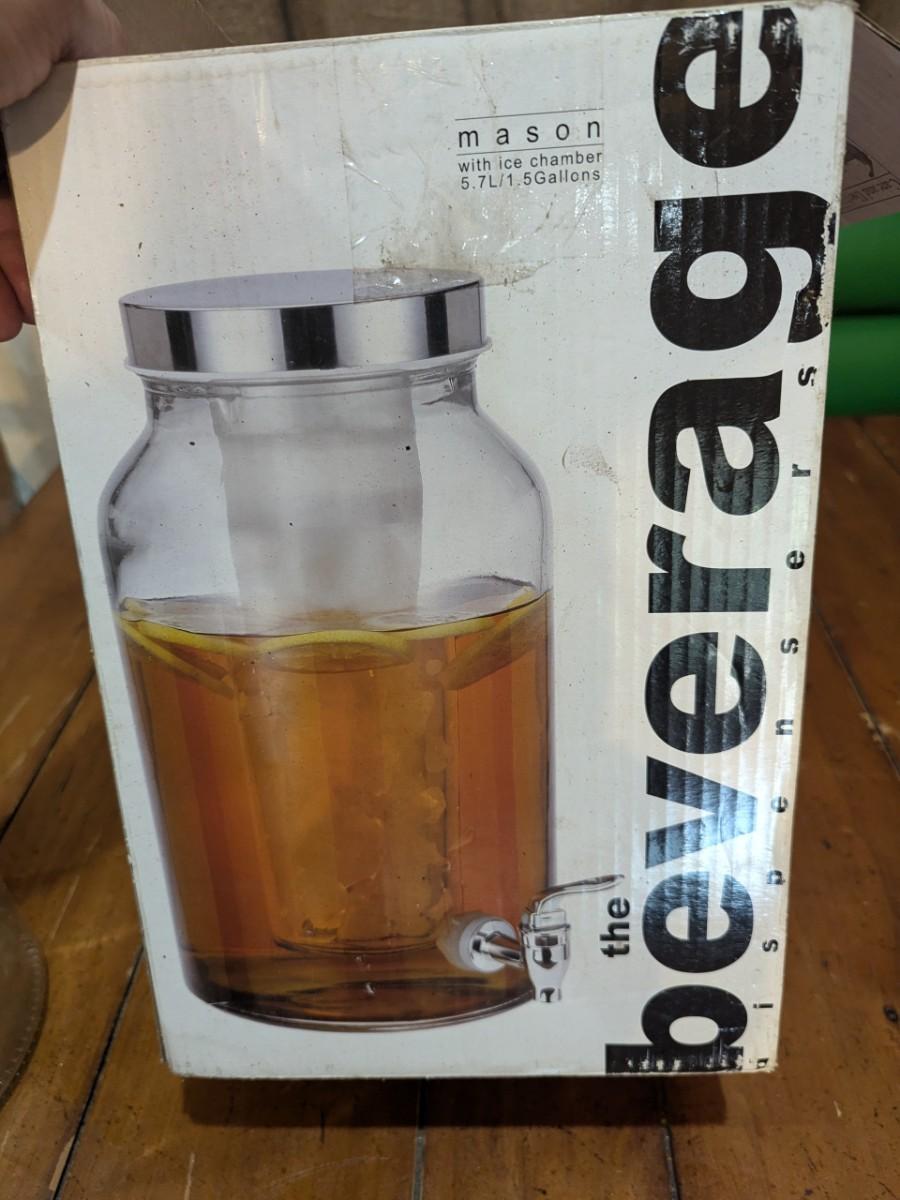 mason
with ice chamber
5.7L/1.5Gallons
the
beverage
dispensers